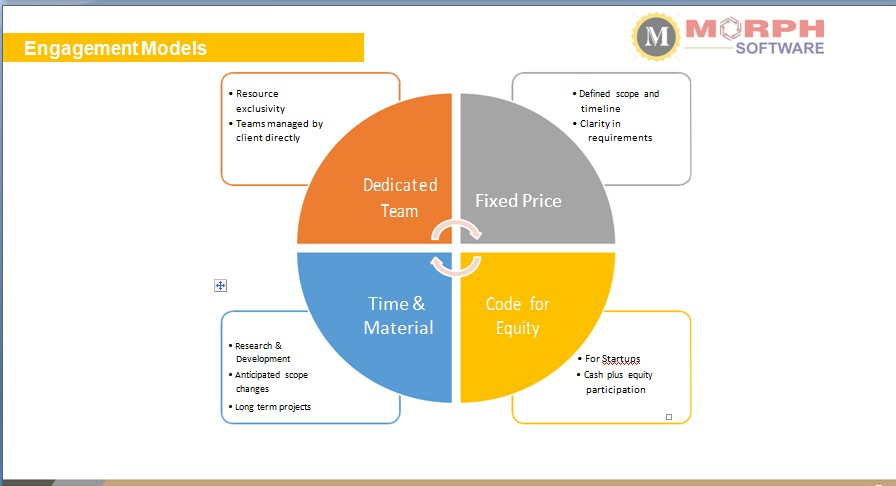 Engagement Models
M
MORPH
SOFTWARE
• Resource
exclusivity
• Teams managed by
client directly
• Defined scope and
timeline
• Clarity in
requirements
Dedicated
Team
Fixed Price
Time &
Material
Code for
Equity
• Research &
Development
• Anticipated scope
changes
• Long term projects
• For Startups
• Cash plus equity
participation